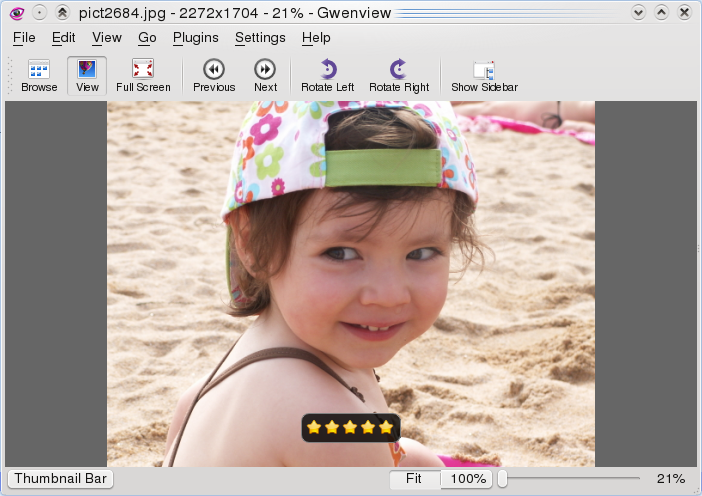 pict2684.jpg - 2272x1704 - 21% - Gwenview
File Edit View Go Plugins Settings Help
Browse View Full Screen Previous Next Rotate Left Rotate Right Show Sidebar
Thumbnail Bar Fit 100% 21%